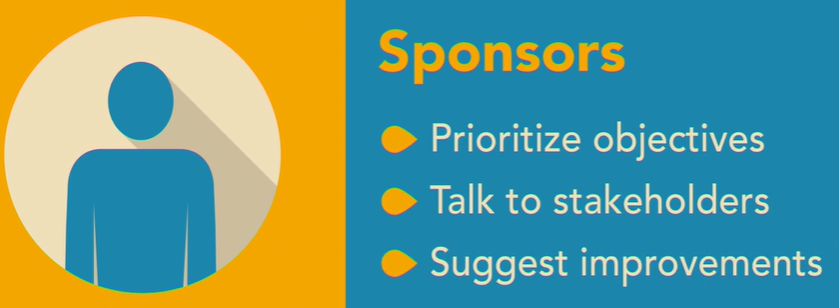 Sponsors
Prioritize objectives
Talk to stakeholders
Suggest improvements